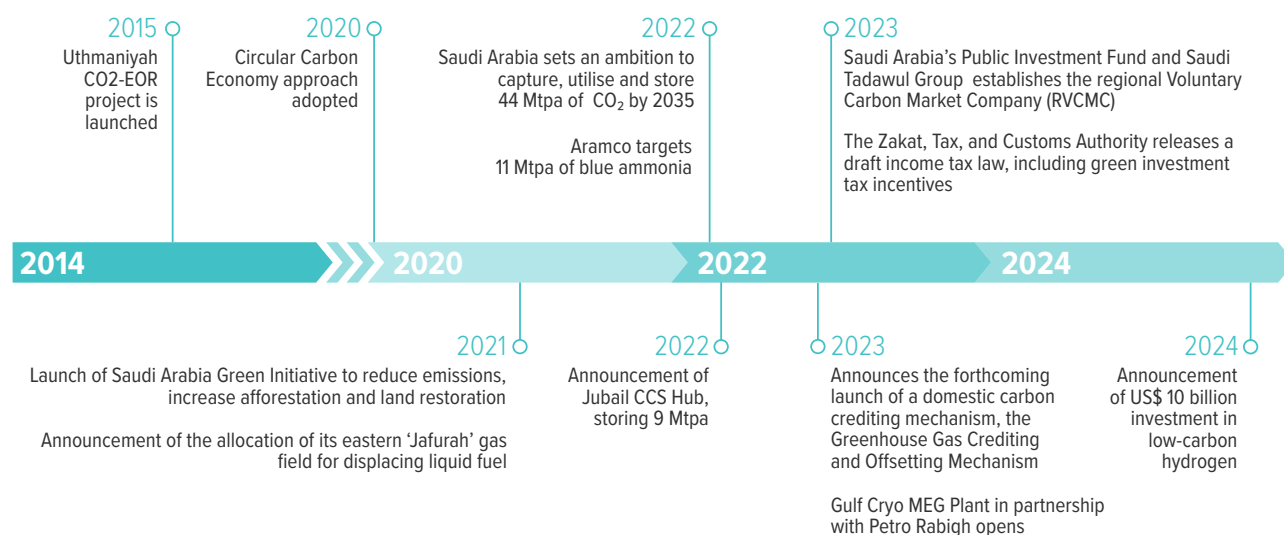 2015
Uthmaniyah
CO2-EOR
project is
launched
2020
Circular Carbon
Economy approach
adopted
2022
Saudi Arabia sets an ambition to
capture, utilise and store
44 Mtpa of CO₂ by 2035
Aramco targets
11 Mtpa of blue ammonia
2023
Saudi Arabia’s Public Investment Fund and Saudi
Tadawul Group establishes the regional Voluntary
Carbon Market Company (RVCMC)
The Zakat, Tax, and Customs Authority releases a
draft income tax law, including green investment
tax incentives
2014
2020
2022
2024
2021
Launch of Saudi Arabia Green Initiative to reduce emissions,
increase afforestation and land restoration
Announcement of the allocation of its eastern ‘Jafurah’ gas
field for displacing liquid fuel
2022
Announcement of
Jubail CCS Hub,
storing 9 Mtpa
2023
Announces the forthcoming
launch of a domestic carbon
crediting mechanism, the
Greenhouse Gas Crediting
and Offsetting Mechanism
Gulf Cryo MEG Plant in partnership
with Petro Rabigh opens
2024
Announcement
of US$ 10 billion
investment in
low-carbon
hydrogen